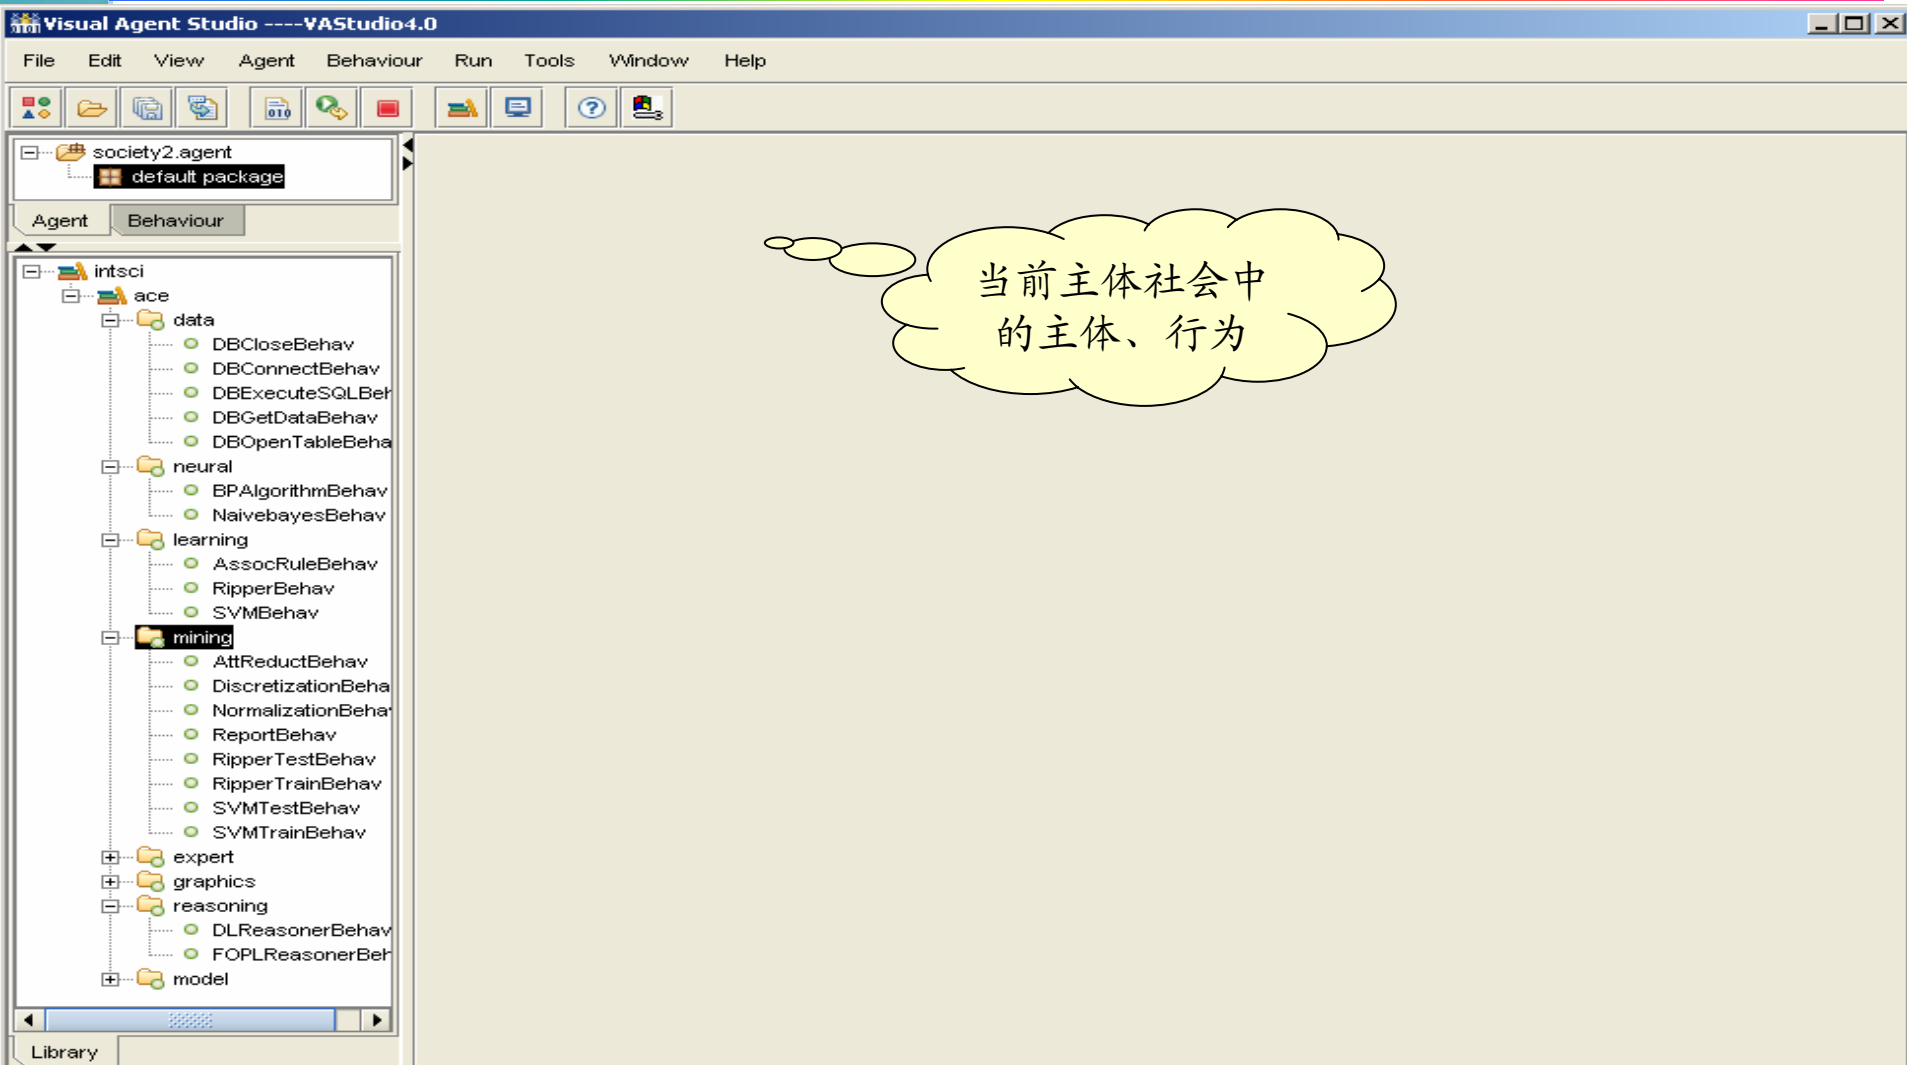 Visual Agent Studio ----VAStudio4.0
File Edit View Agent Behaviour Run Tools Window Help
society2.agent
default package
Agent Behaviour
当前主体社会中
的主体、行为
intsci
ace
data
DBCloseBehav
DBConnectBehav
DBExecuteSQLBeh
DBGetDataBehav
DBOpenTableBeha
neural
BPAlgorithmBehav
NaivebayesBehav
learning
AssocRuleBehav
RipperBehav
SVMBehav
mining
AttReductBehav
DiscretizationBeha
NormalizationBehav
ReportBehav
RipperTestBehav
RipperTrainBehav
SVMTestBehav
SVMTrainBehav
expert
graphics
reasoning
DLReasonerBehav
FOPLReasonerBeh
model
Library